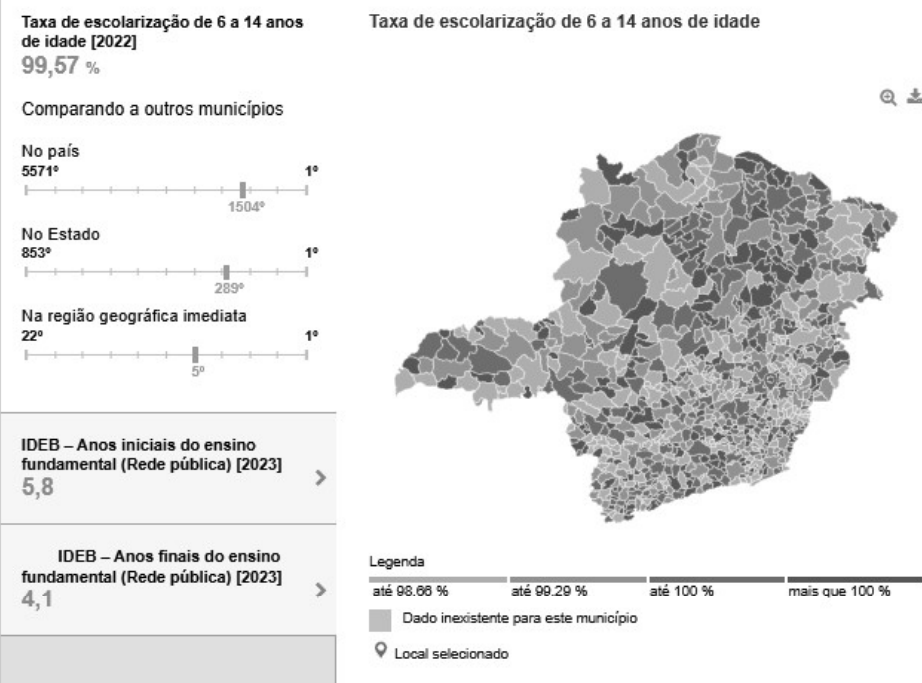 Taxa de escolarização de 6 a 14 anos
de idade [2022]
99,57 %
Comparando a outros municípios
No país
5571º
1º
1504º
No Estado
853º
1º
289º
Na região geográfica imediata
22º
1º
5º
IDEB – Anos iniciais do ensino
fundamental (Rede pública) [2023]
5,8
IDEB – Anos finais do ensino
fundamental (Rede pública) [2023]
4,1
Taxa de escolarização de 6 a 14 anos de idade
Legenda
até 98.66 %
até 99.29 %
até 100 %
mais que 100 %
Dado inexistente para este município
Local selecionado